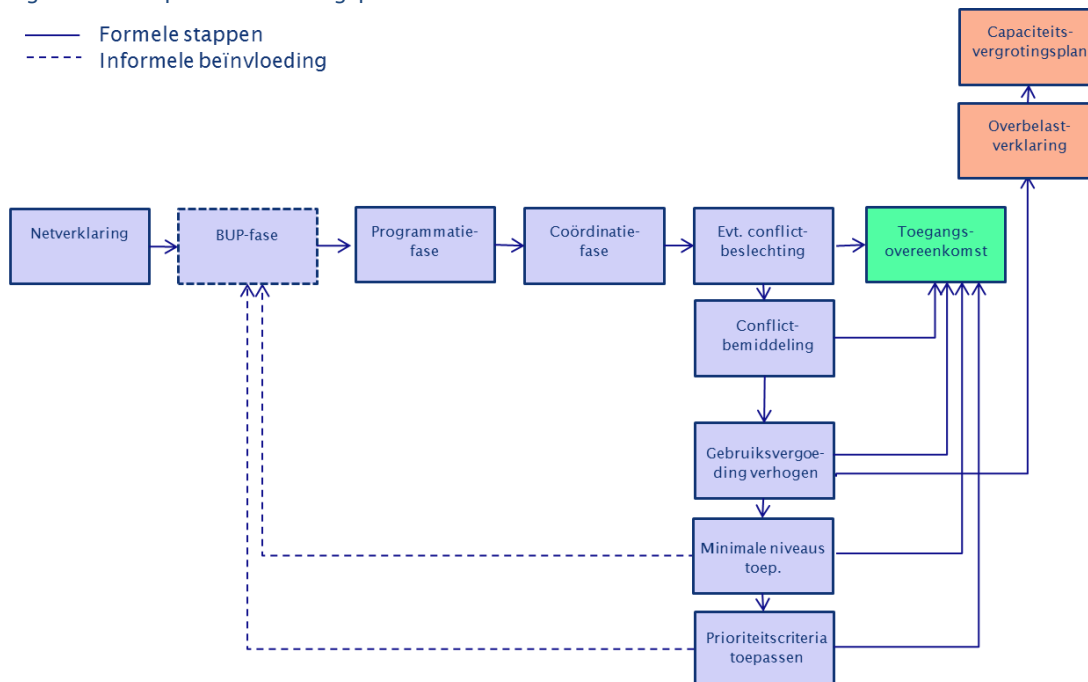 Formele stappen
Informele beïnvloeding
Capaciteits-
vergrotingsplan
Overbelast-
verklaring
Netverklaring
BUP-fase
Programmatie-
fase
Coördinatie-
fase
Evt. conflict-
beslechting
Toegangs-
overeenkomst
Conflict-
bemiddeling
Gebruiksvergoe-
ding verhogen
Minimale niveaus
toep.
Prioriteitscriteria
toepassen